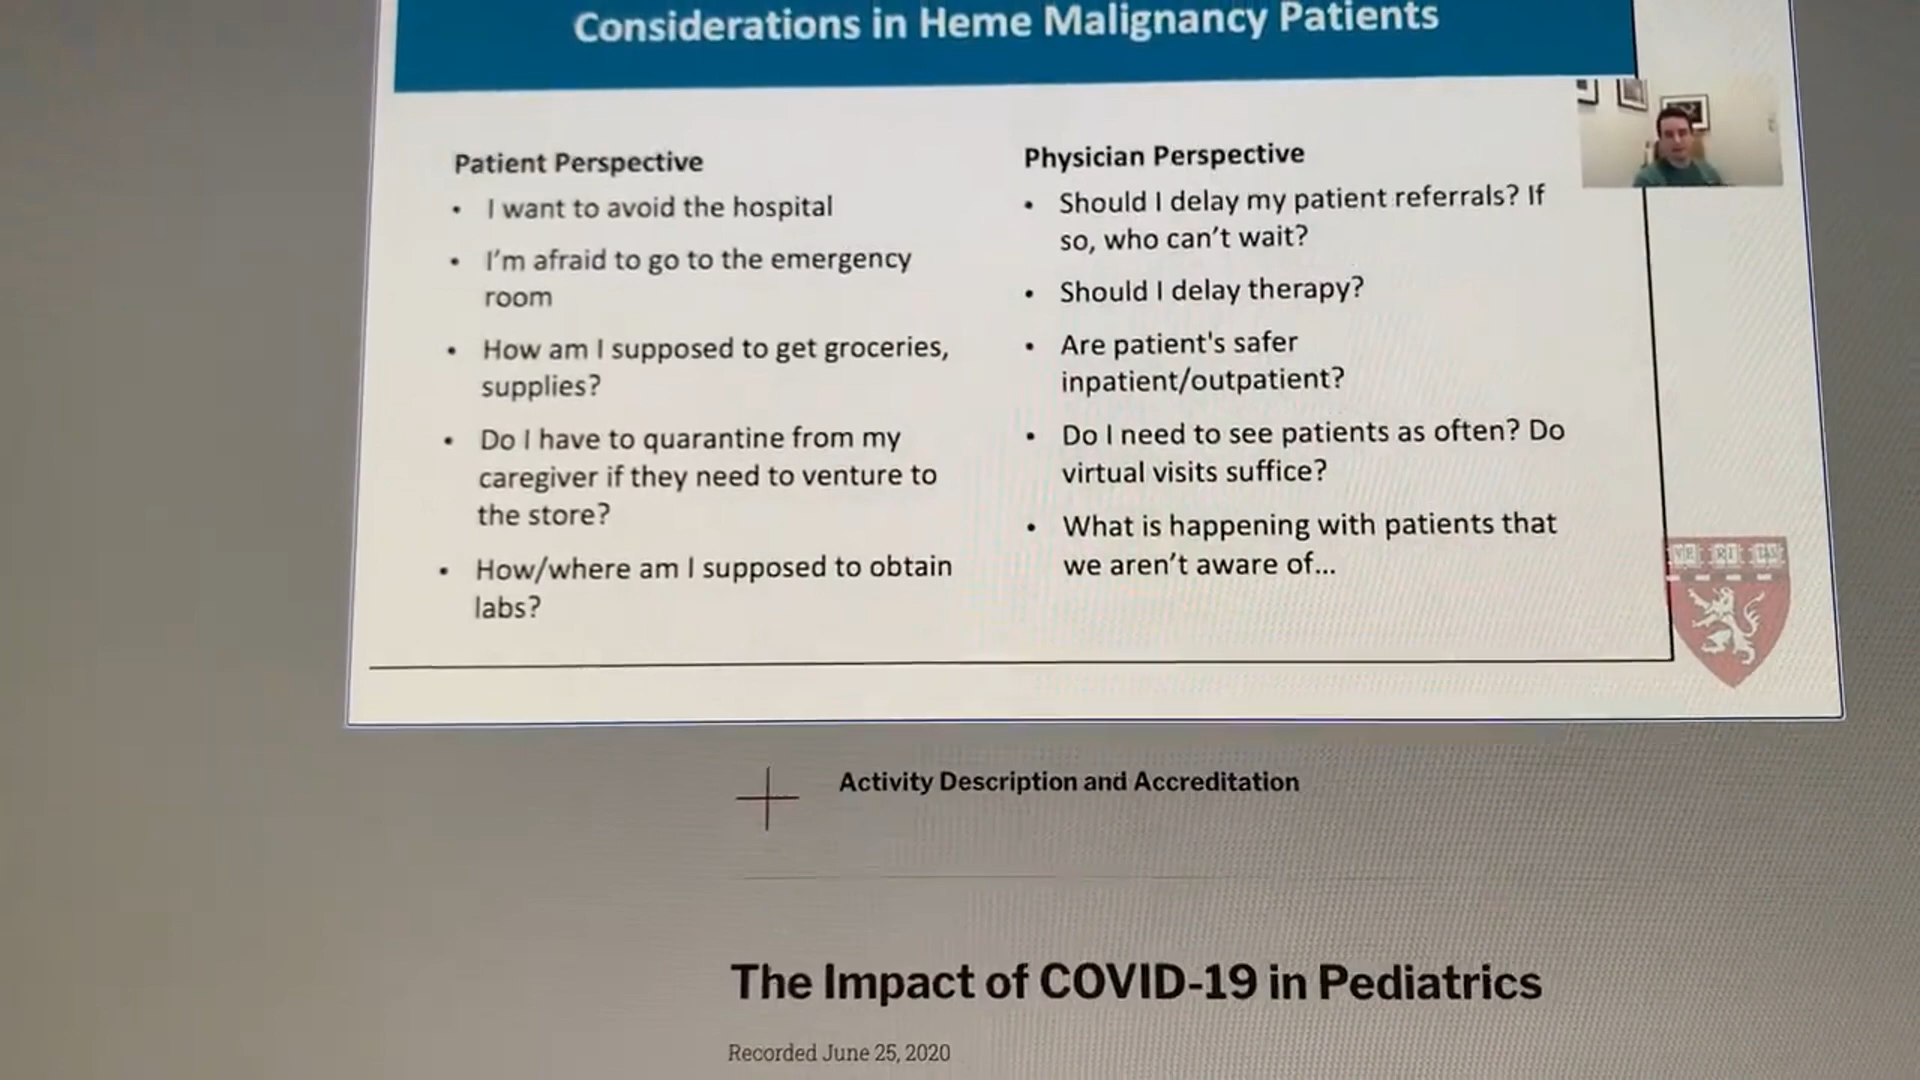 Considerations in Heme Malignancy Patients
Patient Perspective
• I want to avoid the hospital
• I'm afraid to go to the emergency
room
• How am I supposed to get groceries,
supplies?
• Do I have to quarantine from my
caregiver if they need to venture to
the store?
• How/where am I supposed to obtain
labs?
Physician Perspective
• Should I delay my patient referrals? If
so, who can't wait?
• Should I delay therapy?
• Are patient's safer
inpatient/outpatient?
• Do I need to see patients as often? Do
virtual visits suffice?
• What is happening with patients that
we aren't aware of...
VE RI TAS
Activity Description and Accreditation
The Impact of COVID-19 in Pediatrics
Recorded June 25, 2020